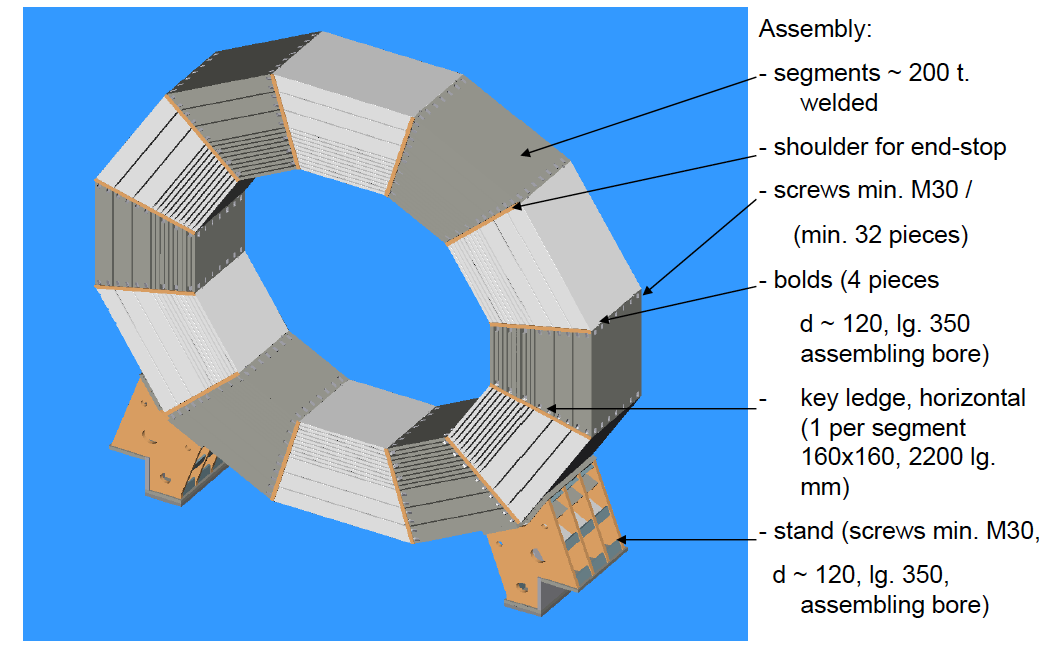 Assembly:
- segments ~ 200 t.
welded
- shoulder for end-stop
- screws min. M30 /
(min. 32 pieces)
- bolds (4 pieces
d ~ 120, lg. 350
assembling bore)
- key ledge, horizontal
(1 per segment
160x160, 2200 lg.
mm)
- stand (screws min. M30,
d ~ 120, lg. 350,
assembling bore)